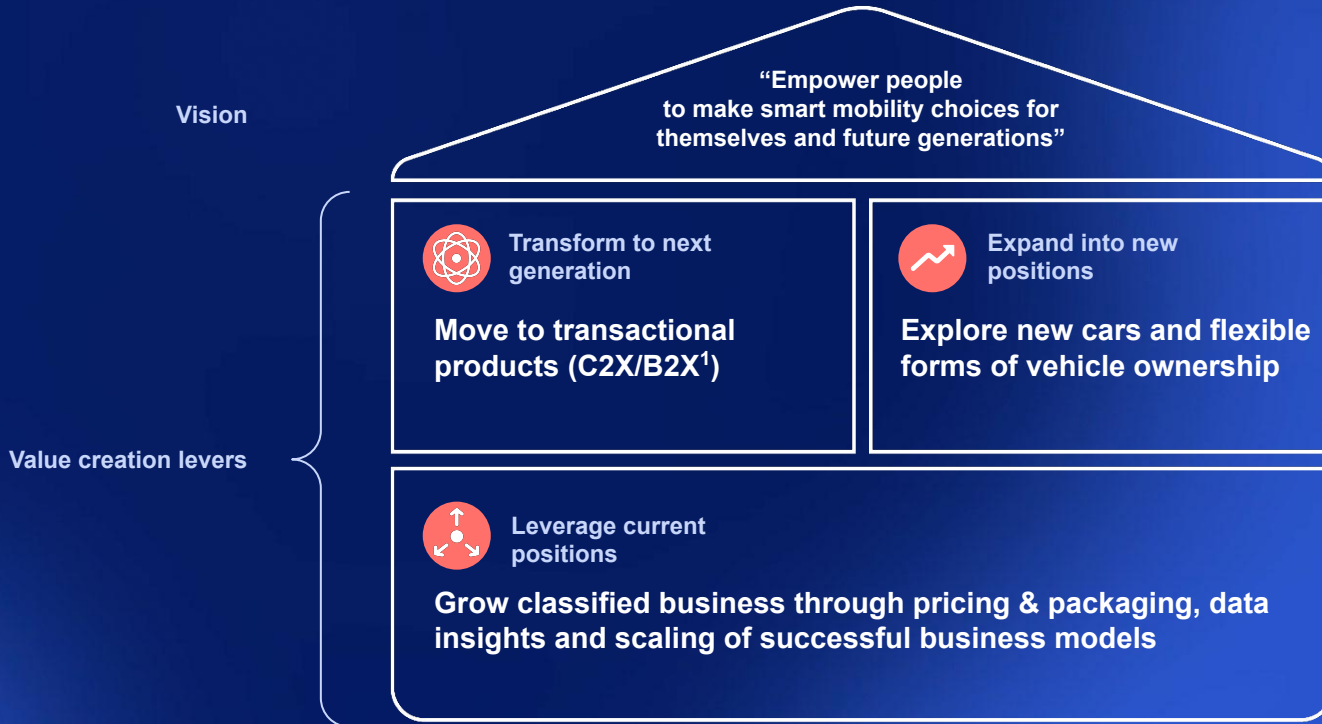 Vision
“Empower people
to make smart mobility choices for
themselves and future generations”
Value creation levers
Transform to next
generation
Move to transactional
products (C2X/B2X¹)
Expand into new
positions
Explore new cars and flexible
forms of vehicle ownership
Leverage current
positions
Grow classified business through pricing & packaging, data
insights and scaling of successful business models